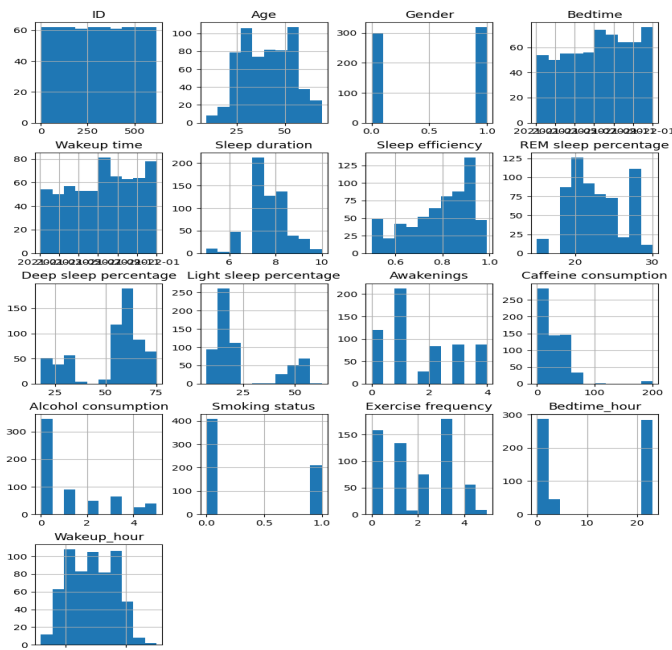 ID Age Gender Bedtime
60 100 300 60
40 75 200 40
20 50 100 20
25
0 0 0 0
0 250 500 25 50 0.0 0.5 1.0
Wakeup time Sleep duration Sleep efficiency REM sleep percentage
80 200 125 125
60 150 100 100
40 100 75 75
20 50 50 50
25 25
0 0 0 0
6 8 10 0.6 0.8 1.0 20 30
Deep sleep percentage Light sleep percentage Awakenings Caffeine consumption
150 250 200 250
200 150 200
100 150 100 150
50 100 50 100
50 50
0 0 0 0
25 50 75 25 50 0 1 2 3 4 0 100 200
Alcohol consumption Smoking status Exercise frequency Bedtime_hour
300 400 150 300
200 300 100 200
100 200 50 100
100
0 0 0 0
0 2 4 0.0 0.5 1.0 0 2 4 0 10 20
Wakeup_hour
100
80
60
40
20
0